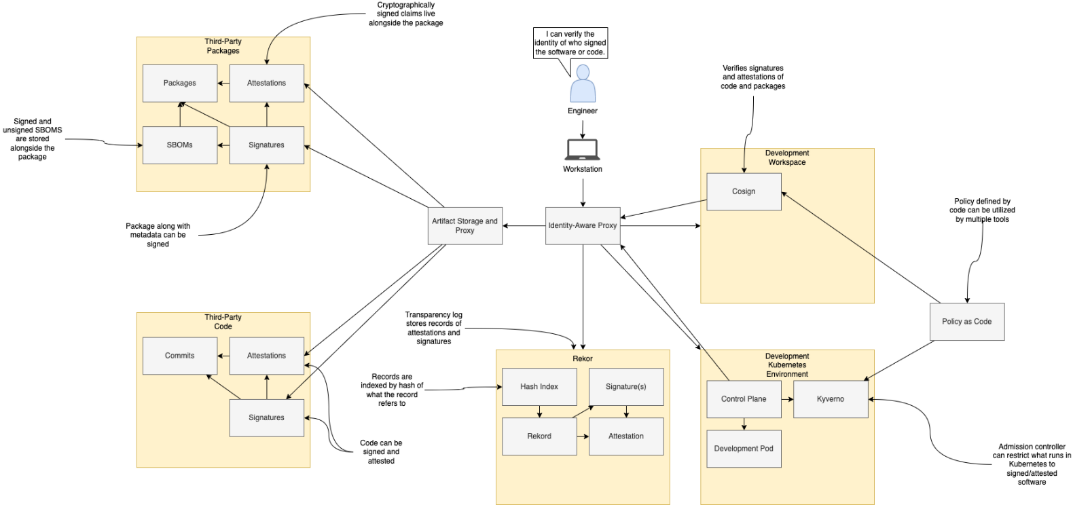 Cryptographically
signed claims live
alongside the package
I can verify the
identity of who signed
the software or code.
Third-Party
Packages
Packages
Attestations
SBOMs
Signatures
Signed and
unsigned SBOMS
are stored
alongside the
package
Package along with
metadata can be
signed
Engineer
Workstation
Verifies signatures
and attestations of
code and packages
Development
Workspace
Cosign
Artifact Storage and
Proxy
Identity-Aware Proxy
Policy defined by
code can be utilized
by multiple tools
Policy as Code
Third-Party
Code
Commits
Attestations
Signatures
Code can be
signed and
attested
Transparency log
stores records of
attestations and
signatures
Records are
indexed by hash of
what the record
refers to
Rekor
Hash Index
Signature(s)
Rekord
Attestation
Development
Kubernetes
Environment
Control Plane
Kyverno
Development Pod
Admission controller
can restrict what runs in
Kubernetes to
signed/attested
software